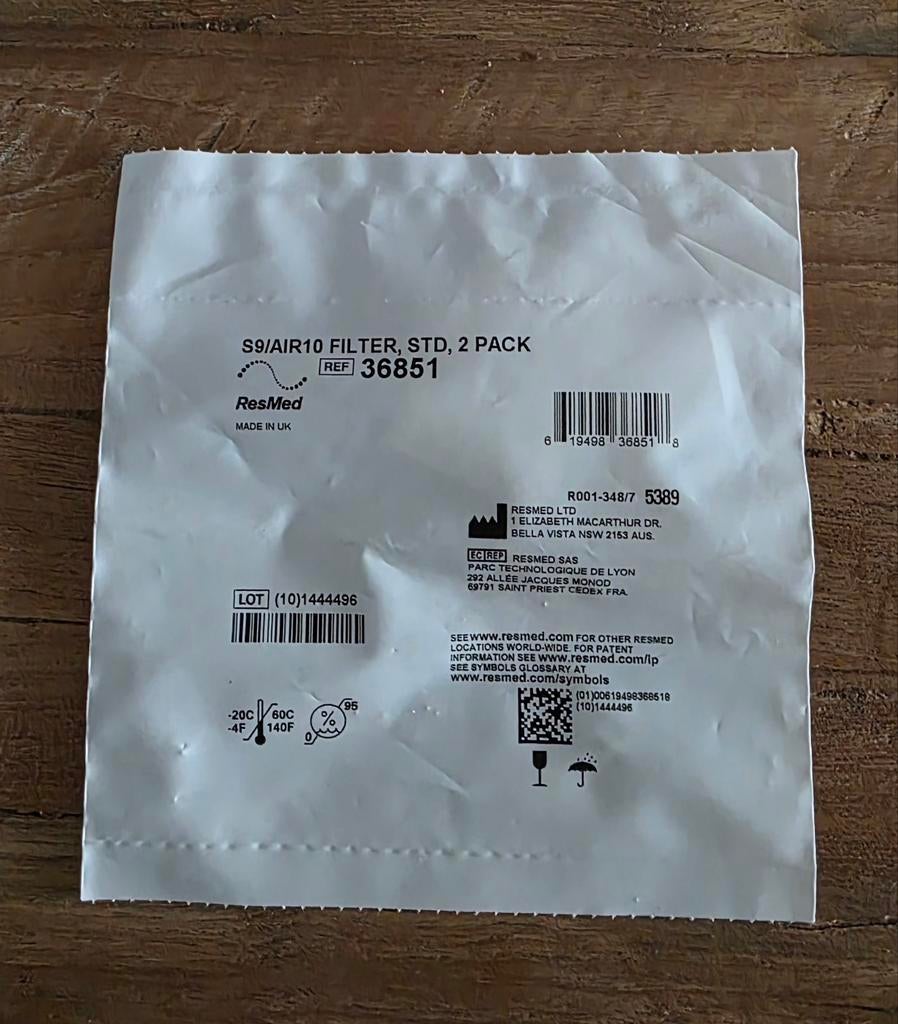 S9/AIR10 FILTER, STD, 2 PACK
REF 36851
ResMed
MADE IN UK
6 19498 36851 8
R001-348/7 5389
RESMED LTD
1 ELIZABETH MACARTHUR DR.
BELLA VISTA NSW 2153 AUS.
EC REP RESMED SAS
PARC TECHNOLOGIQUE DE LYON
292 ALLÉE JACQUES MONOD
69791 SAINT PRIEST CEDEX FRA.
LOT (10)1444496
SEE www.resmed.com FOR OTHER RESMED
LOCATIONS WORLD-WIDE. FOR PATENT
INFORMATION SEE www.resmed.com/ip
SEE SYMBOLS GLOSSARY AT
www.resmed.com/symbols
(01)00619498368518
(10)1444496
-20C 60C
-4F 140F
% 95
0